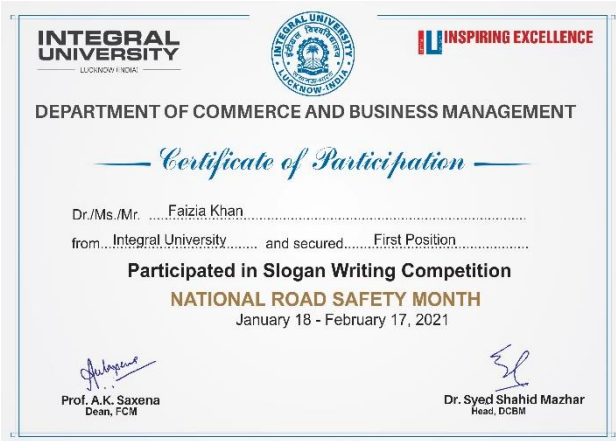 INTEGRAL
UNIVERSITY
LUCKNOW (INDIA)
INTEGRAL UNIVERSITY
LUCKNOW-INDIA
INSPIRING EXCELLENCE
DEPARTMENT OF COMMERCE AND BUSINESS MANAGEMENT
Certificate of Participation
Dr./Ms./Mr. Faizia Khan
from Integral University and secured First Position
Participated in Slogan Writing Competition
NATIONAL ROAD SAFETY MONTH
January 18 - February 17, 2021
Prof. A.K. Saxena
Dean, FCM
Dr. Syed Shahid Mazhar
Head, DCBM